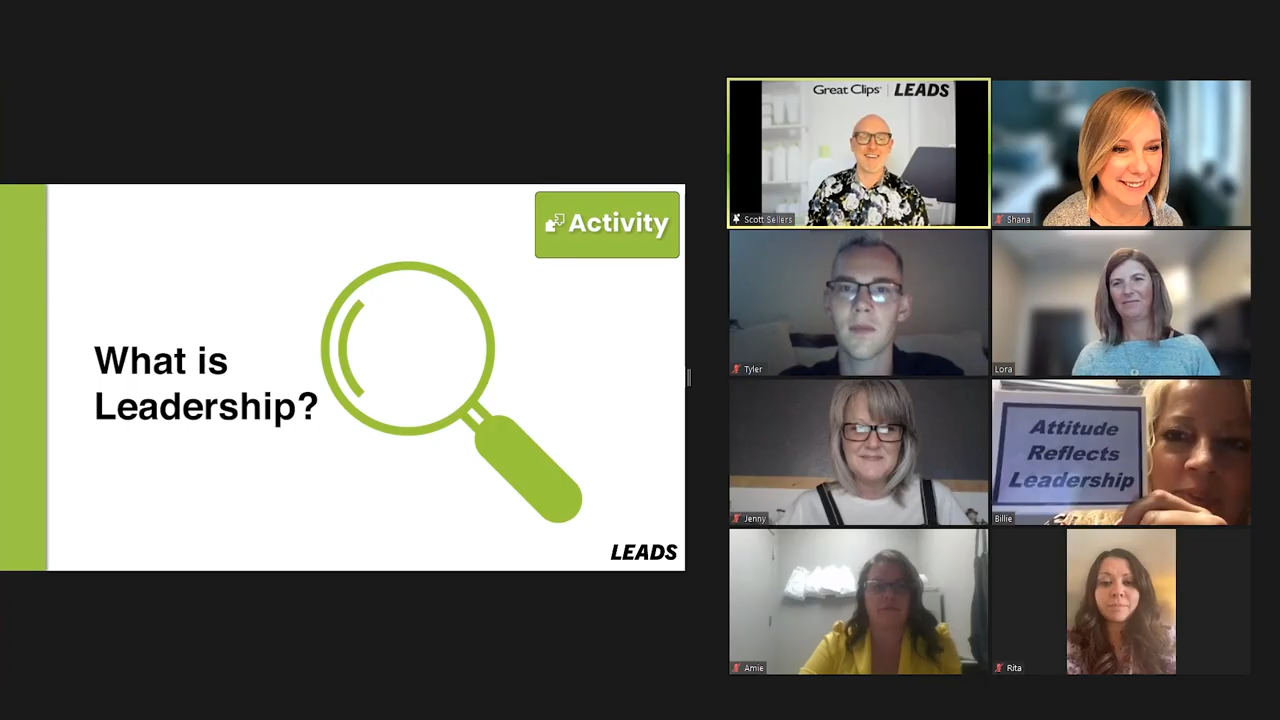 Activity
What is
Leadership?
LEADS
Great Clips | LEADS
Scott Sellers
Shana
Tyler
Lora
Jenny
Attitude
Reflects
Leadership
Billie
Amie
Rita